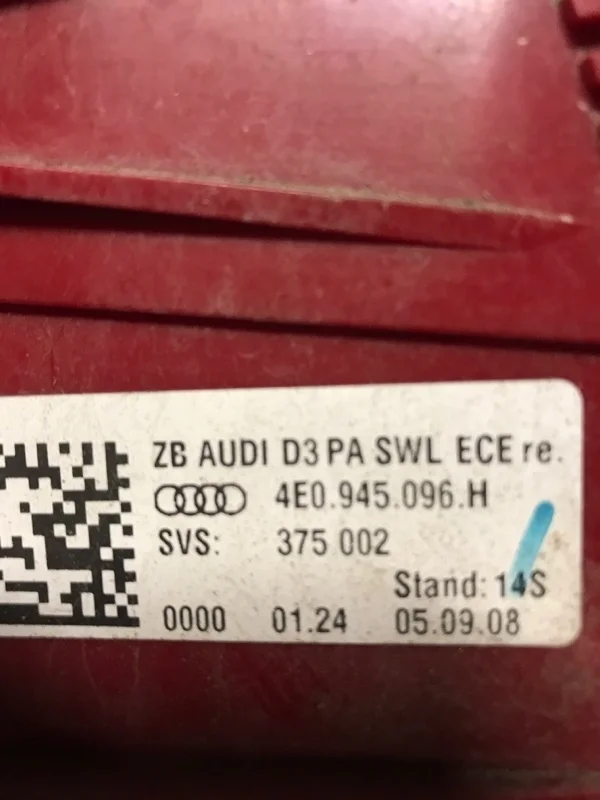 ZB AUDI D3 PA SWL ECE re.
4E0.945.096.H
SVS: 375 002
Stand: 14S
0000 01.24 05.09.08